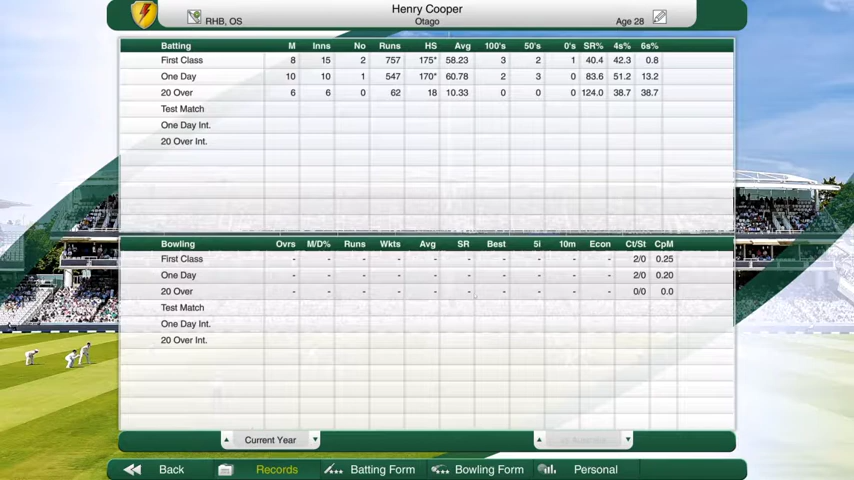 Henry Cooper
RHB, OS Otago Age 28
Batting M Inns No Runs HS Avg 100's 50's 0's SR% 4s% 6s%
First Class 8 15 2 757 175* 58.23 3 2 1 40.4 42.3 0.8
One Day 10 10 1 547 170* 60.78 2 3 0 83.6 51.2 13.2
20 Over 6 6 0 62 18 10.33 0 0 0 124.0 38.7 38.7
Test Match
One Day Int.
20 Over Int.
Bowling Ovrs M/D% Runs Wkts Avg SR Best 5i 10m Econ Ct/St CpM
First Class - - - - - - - - - - 2/0 0.25
One Day - - - - - - - - - - 2/0 0.20
20 Over - - - - - - - - - - 0/0 0.0
Test Match
One Day Int.
20 Over Int.
Current Year
Back Records Batting Form Bowling Form Personal